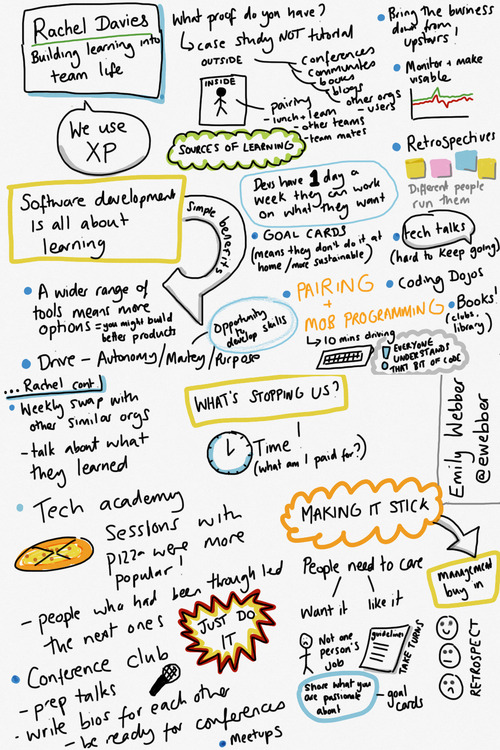 Rachel Davies
Building learning into
team life
We use
XP
What proof do you have?
case study NOT tutorial
OUTSIDE
conferences
communities
books
blogs
other orgs
- users
INSIDE
- pairing
- lunch + learn
- other teams
- team mates
SOURCES OF LEARNING
Bring the business
down from
upstairs!
Monitor + make
visible
Retrospectives
Different people
run them
tech talks
(hard to keep going)
Coding Dojos
Books!
(clubs,
library)
Software development
is all about
learning
Simple benefits
Devs have 1 day a
week they can work
on what they want
GOAL CARDS
(means they don't do it at
home / more sustainable)
PAIRING
+
MOB PROGRAMMING
10 mins driving
EVERYONE
UNDERSTANDS
THAT BIT OF CODE
A wider range of
tools means more
options = you might build
better products
Opportunity
to
develop skills
Drive - Autonomy/Mastery/Purpose
... Rachel cont
Weekly swap with
other similar orgs
- talk about what
they learned
WHAT'S STOPPING US?
Time!
(what am I paid for?)
Emily Webber
@ewebber
Tech academy
Sessions with
pizza were more
popular!
- people who had been through led
the next ones
JUST DO
IT
Conference club
- prep talks
- write bios for each other
- be ready for conferences
Meetups
MAKING IT STICK
management
buy in
People need to care
Want it
like it
Not one
person's
job
guidelines
TAKE TURNS
Share what you
are passionate
about
- goal
cards
RETROSPECT